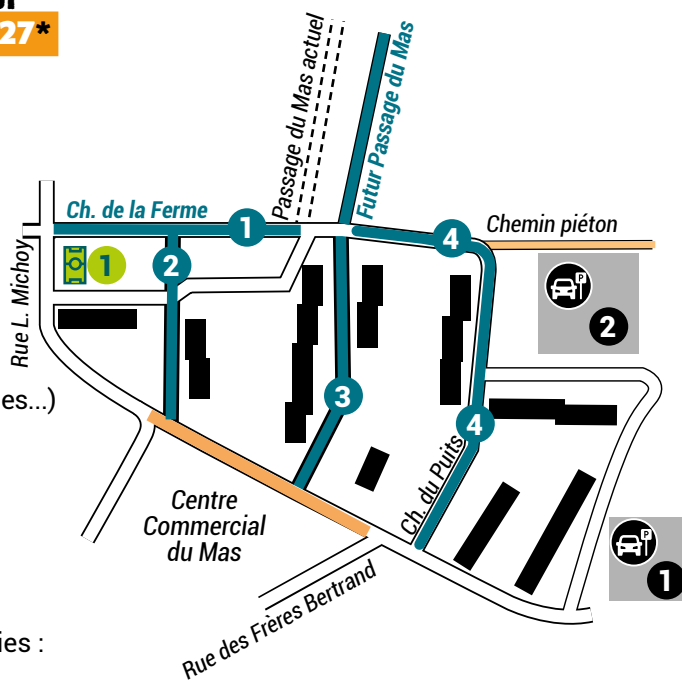 27*
Passage du Mas actuel
Futur Passage du Mas
Ch. de la Ferme
1
4
Chemin piéton
1
2
2
Rue L. Michoy
3
es...)
4
Ch. du Puits
Centre
Commercial
du Mas
1
Rue des Frères Bertrand
ies :